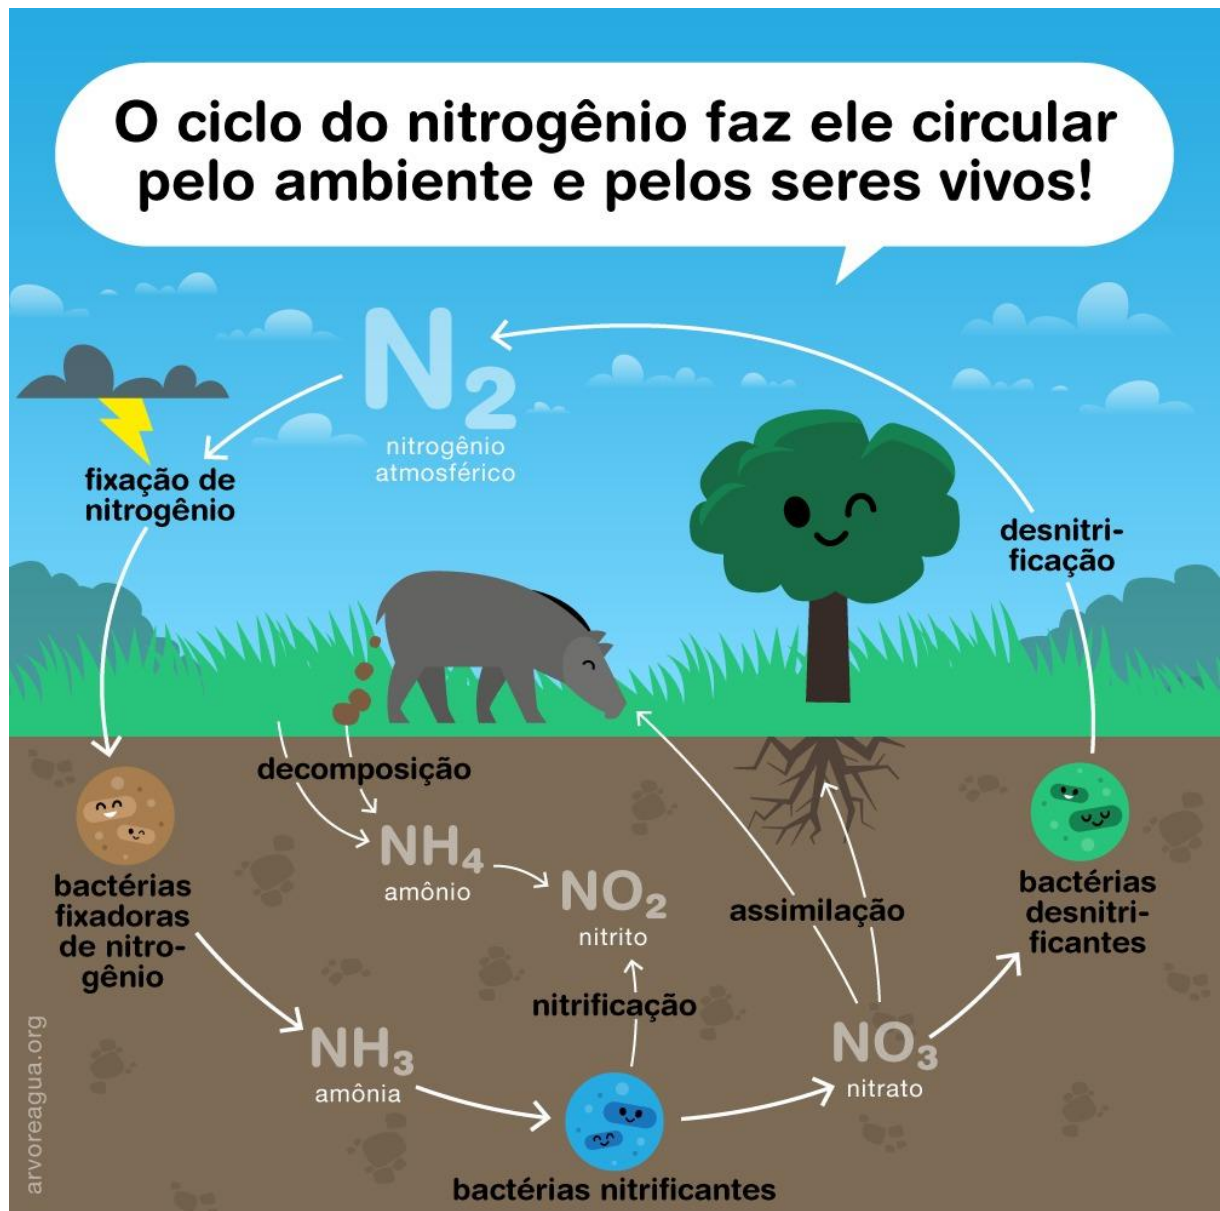 O ciclo do nitrogênio faz ele circular
pelo ambiente e pelos seres vivos!
N2
nitrogênio
atmosférico
fixação de
nitrogênio
desnitri-
ficação
decomposição
NH4
amônio
NO2
nitrito
assimilação
bactérias
fixadoras
de nitro-
gênio
bactérias
desnitri-
ficantes
nitrificação
NH3
amônia
NO3
nitrato
bactérias nitrificantes
arvoreagua.org